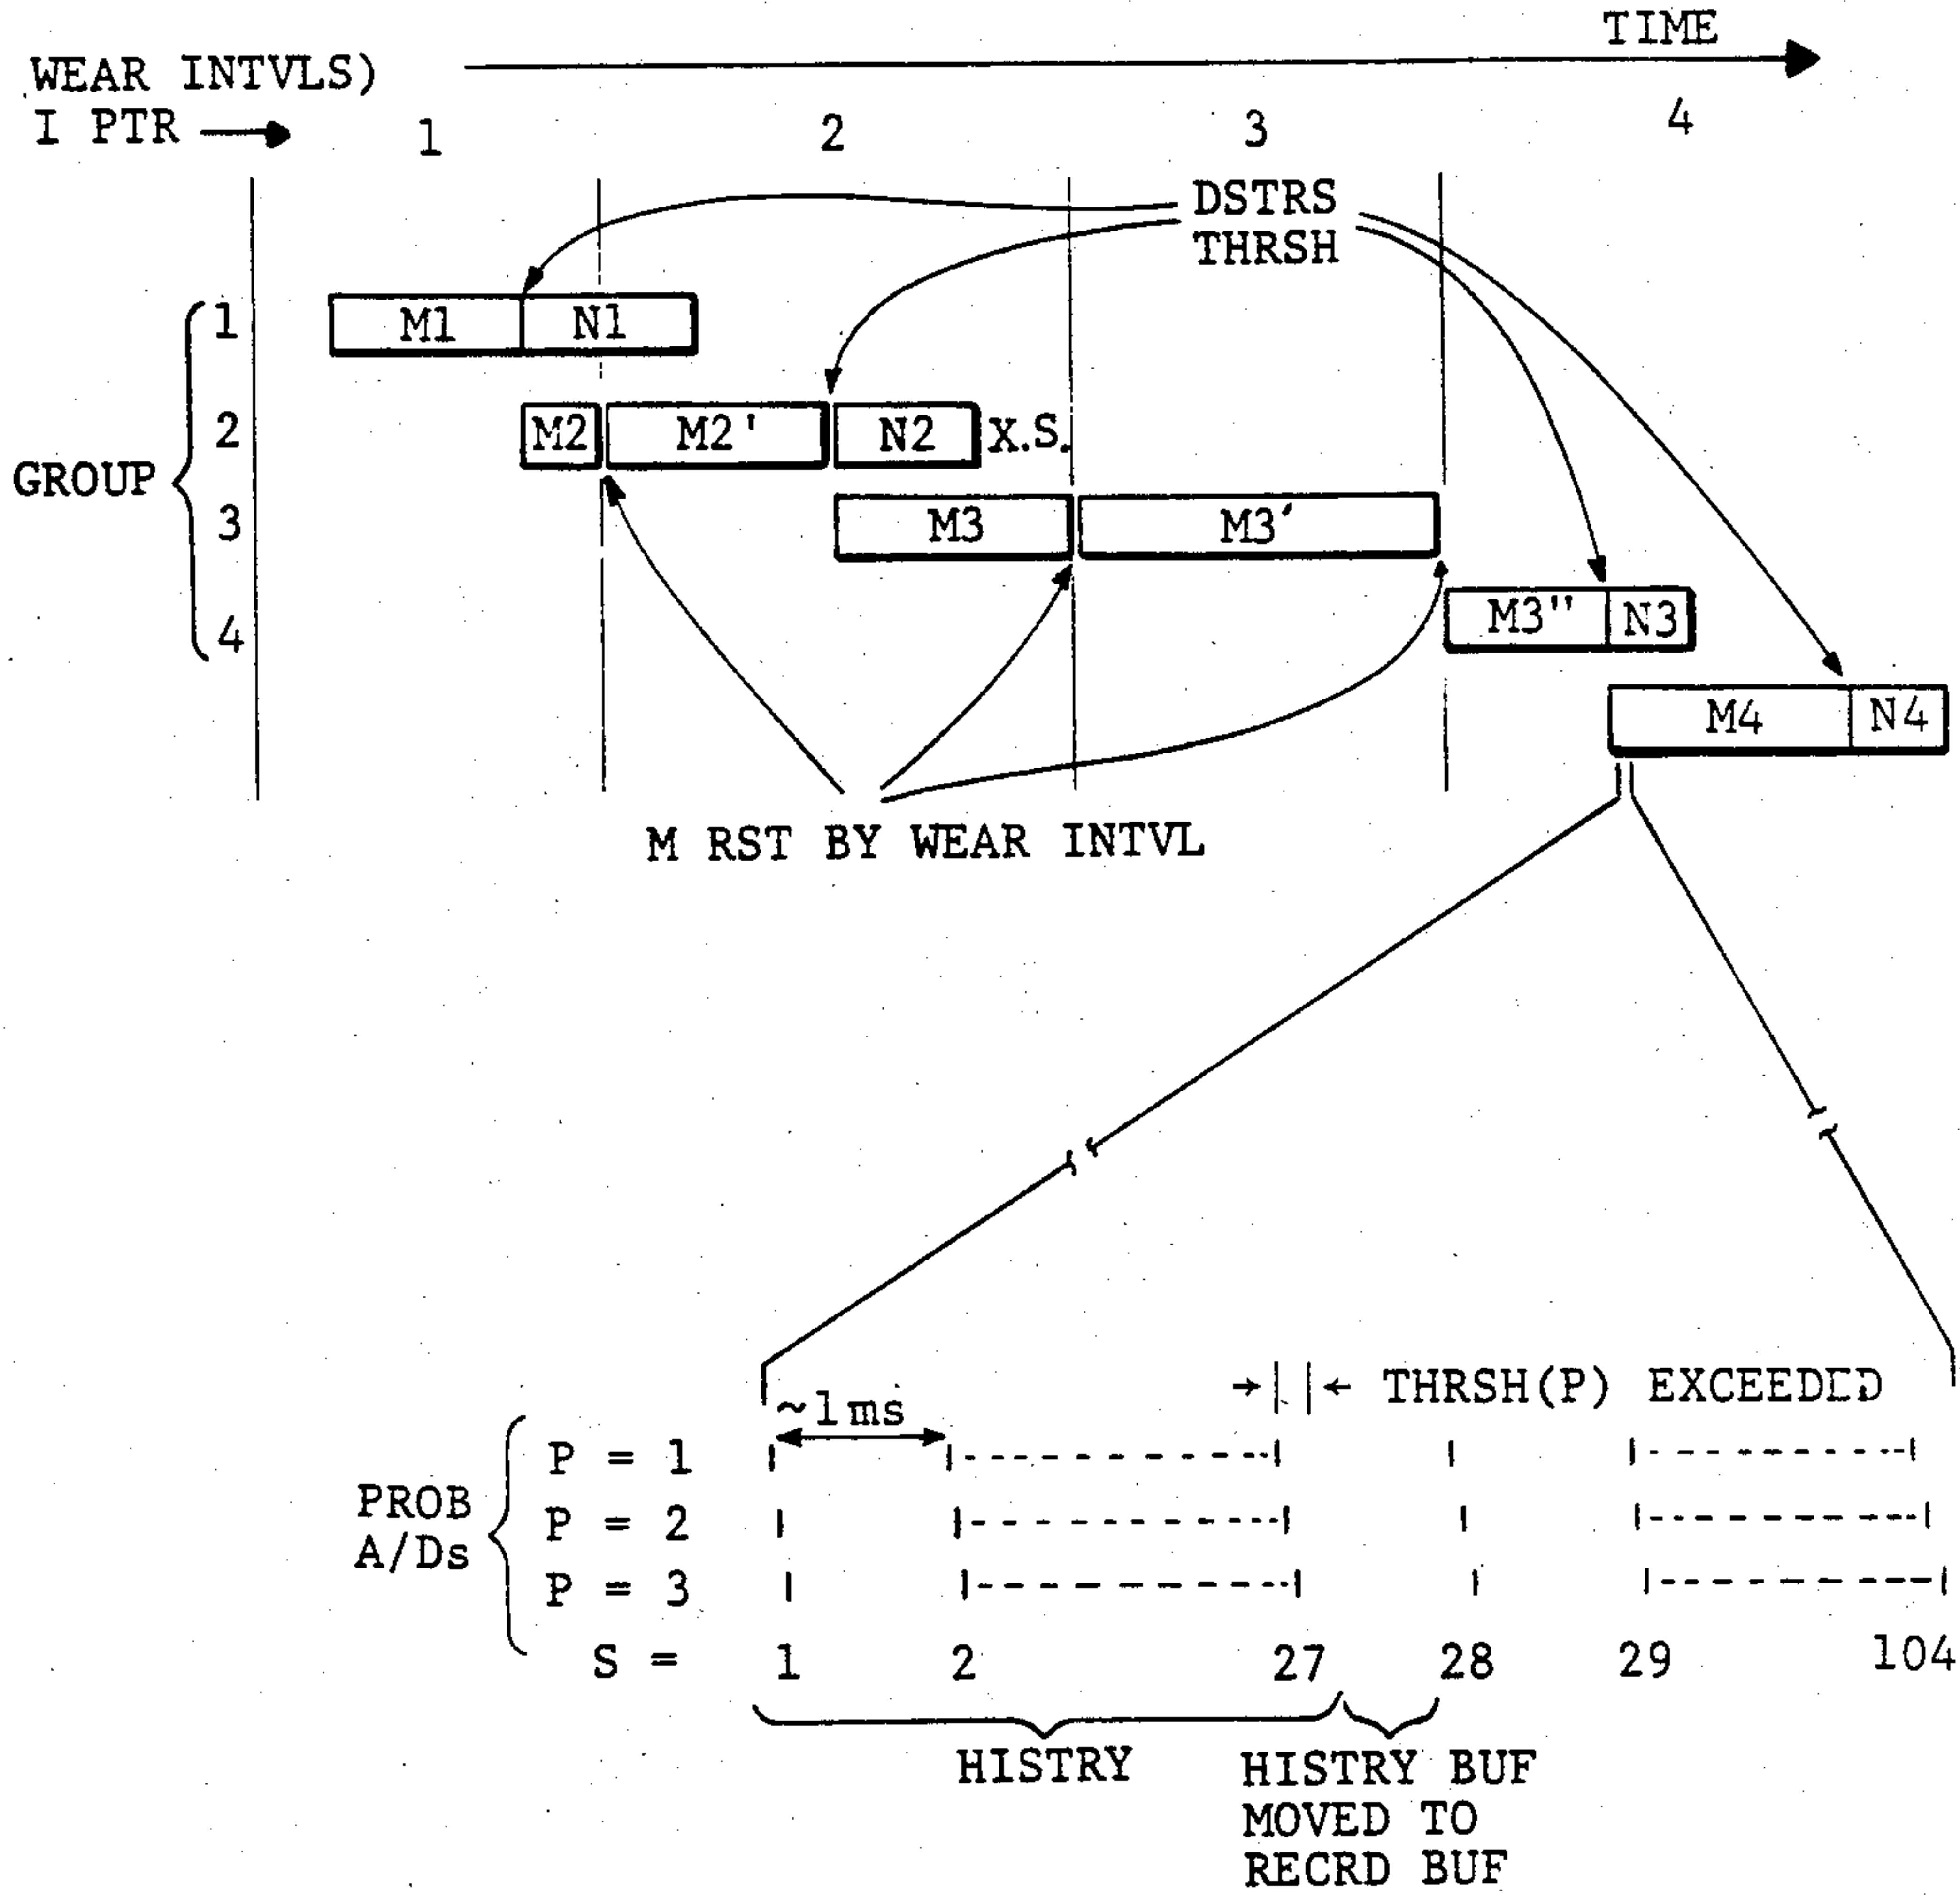 TIME
WEAR INTVLS)
I PTR
1 2 3 4
DSTRS
THRSH
1 M1 N1
2 M2 M2' N2 X.S.
GROUP
3 M3 M3'
4 M3'' N3
M4 N4
M RST BY WEAR INTVL
THRSH(P) EXCEEDED
~1ms
P = 1
PROB
A/Ds
P = 2
P = 3
S = 1 2 27 28 29 104
HISTRY
HISTRY BUF
MOVED TO
RECRD BUF